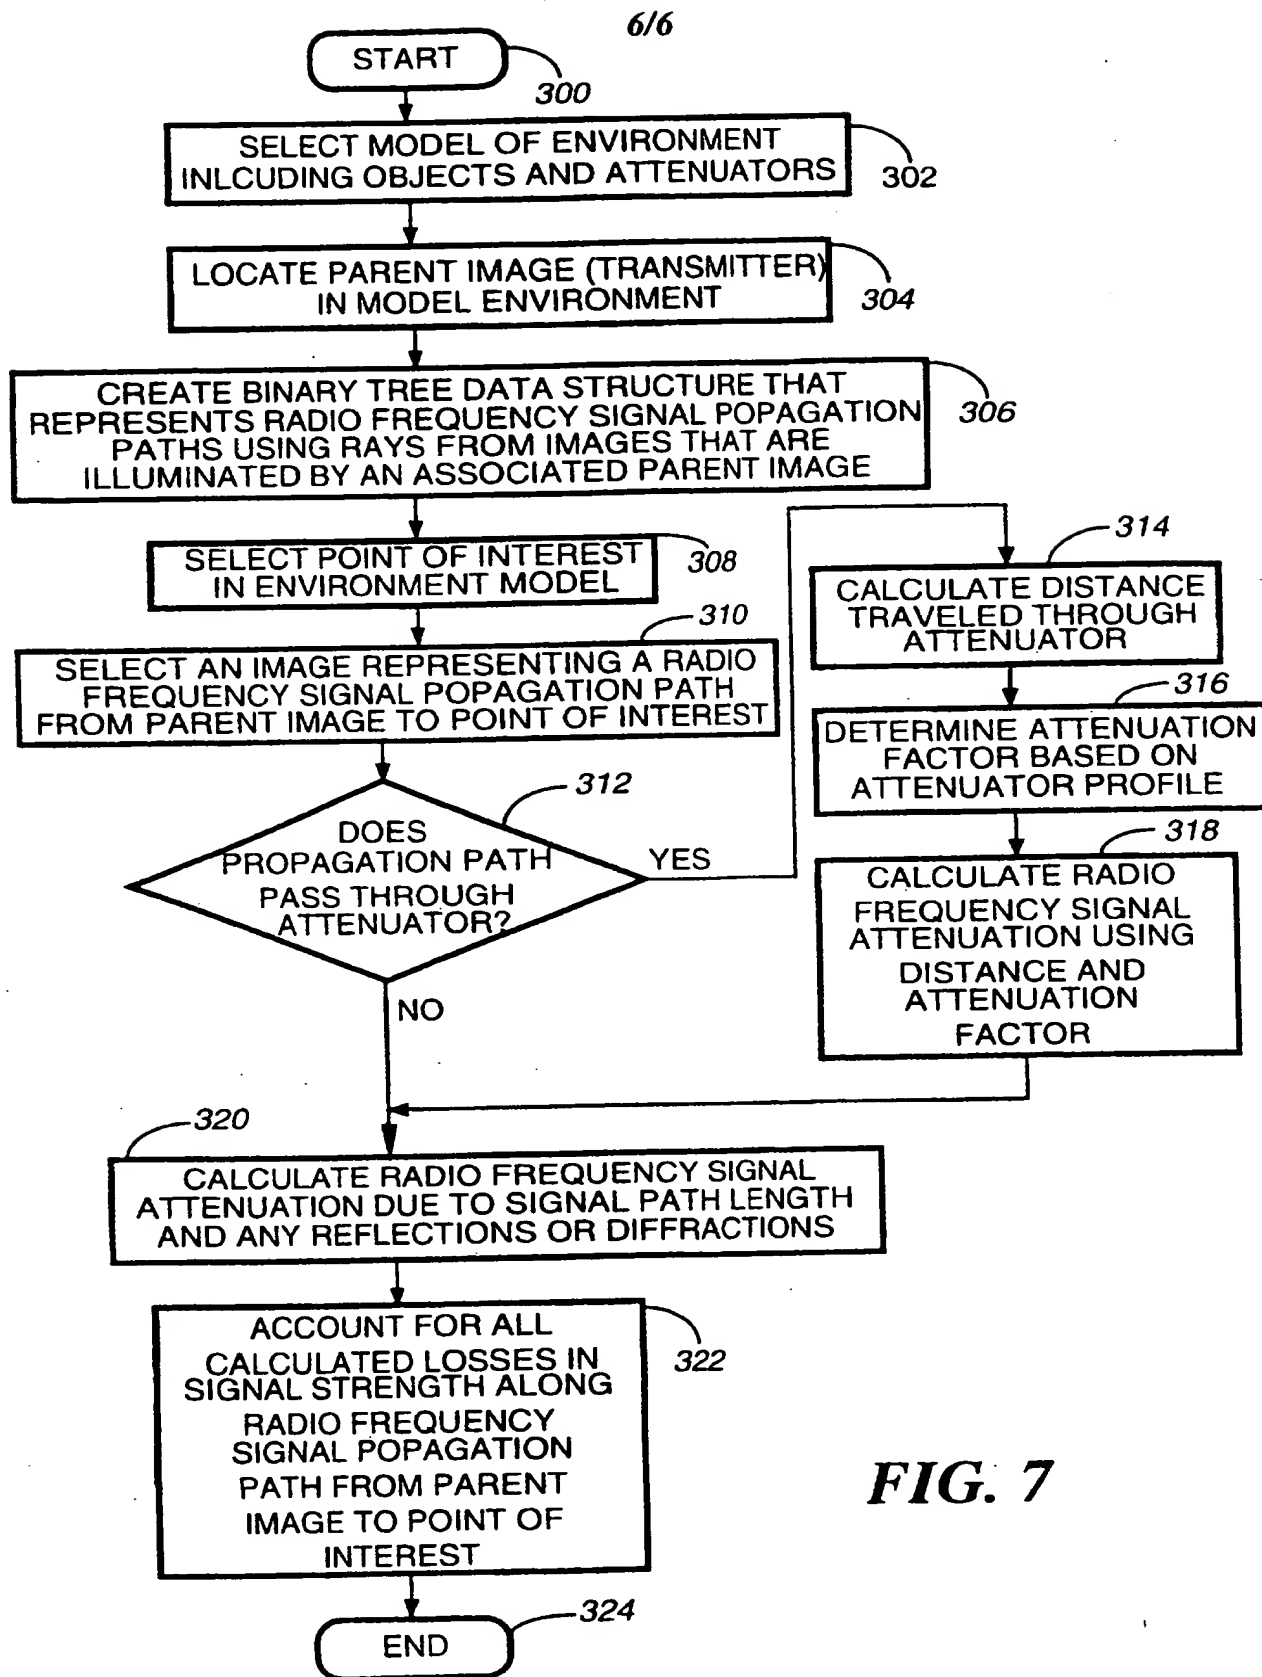 6/6
START
300
SELECT MODEL OF ENVIRONMENT
INLCUDING OBJECTS AND ATTENUATORS
302
LOCATE PARENT IMAGE (TRANSMITTER)
IN MODEL ENVIRONMENT
304
CREATE BINARY TREE DATA STRUCTURE THAT
REPRESENTS RADIO FREQUENCY SIGNAL POPAGATION
PATHS USING RAYS FROM IMAGES THAT ARE
ILLUMINATED BY AN ASSOCIATED PARENT IMAGE
306
SELECT POINT OF INTEREST
IN ENVIRONMENT MODEL
308
310
SELECT AN IMAGE REPRESENTING A RADIO
FREQUENCY SIGNAL POPAGATION PATH
FROM PARENT IMAGE TO POINT OF INTEREST
312
DOES
PROPAGATION PATH
PASS THROUGH
ATTENUATOR?
YES
NO
314
CALCULATE DISTANCE
TRAVELED THROUGH
ATTENUATOR
316
DETERMINE ATTENUATION
FACTOR BASED ON
ATTENUATOR PROFILE
318
CALCULATE RADIO
FREQUENCY SIGNAL
ATTENUATION USING
DISTANCE AND
ATTENUATION
FACTOR
320
CALCULATE RADIO FREQUENCY SIGNAL
ATTENUATION DUE TO SIGNAL PATH LENGTH
AND ANY REFLECTIONS OR DIFFRACTIONS
ACCOUNT FOR ALL
CALCULATED LOSSES IN
SIGNAL STRENGTH ALONG
RADIO FREQUENCY
SIGNAL POPAGATION
PATH FROM PARENT
IMAGE TO POINT OF
INTEREST
322
END
324
FIG. 7